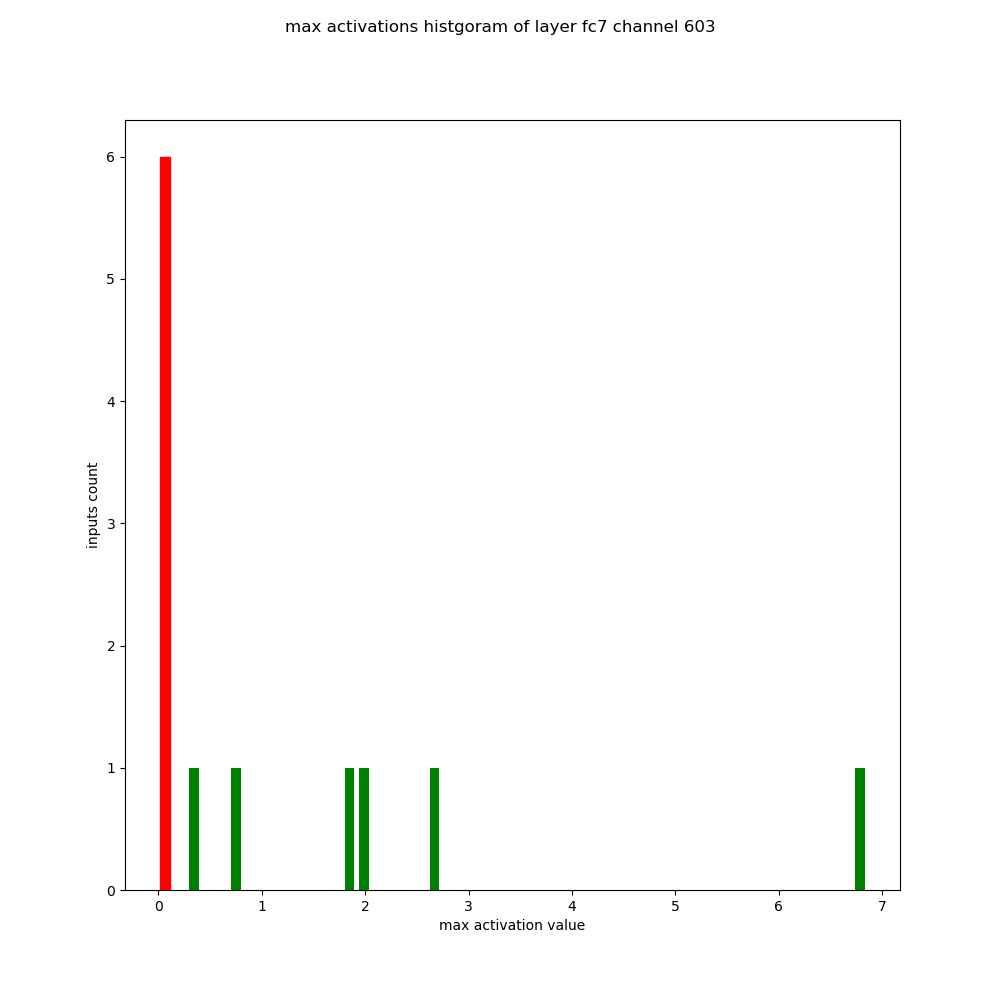 max activations histgoram of layer fc7 channel 603
6
5
4
3
2
1
0
inputs count
0 1 2 3 4 5 6 7
max activation value